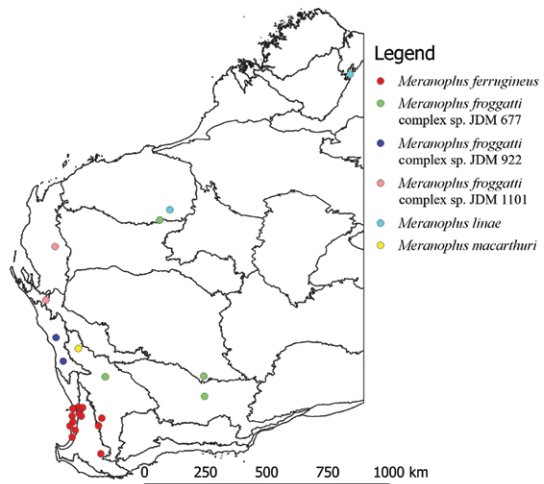 Legend
Meranoplus ferrugineus
Meranoplus froggatti
complex sp. JDM 677
Meranoplus froggatti
complex sp. JDM 922
Meranoplus froggatti
complex sp. JDM 1101
Meranoplus linae
Meranoplus macarthuri
0 250 500 750 1000 km